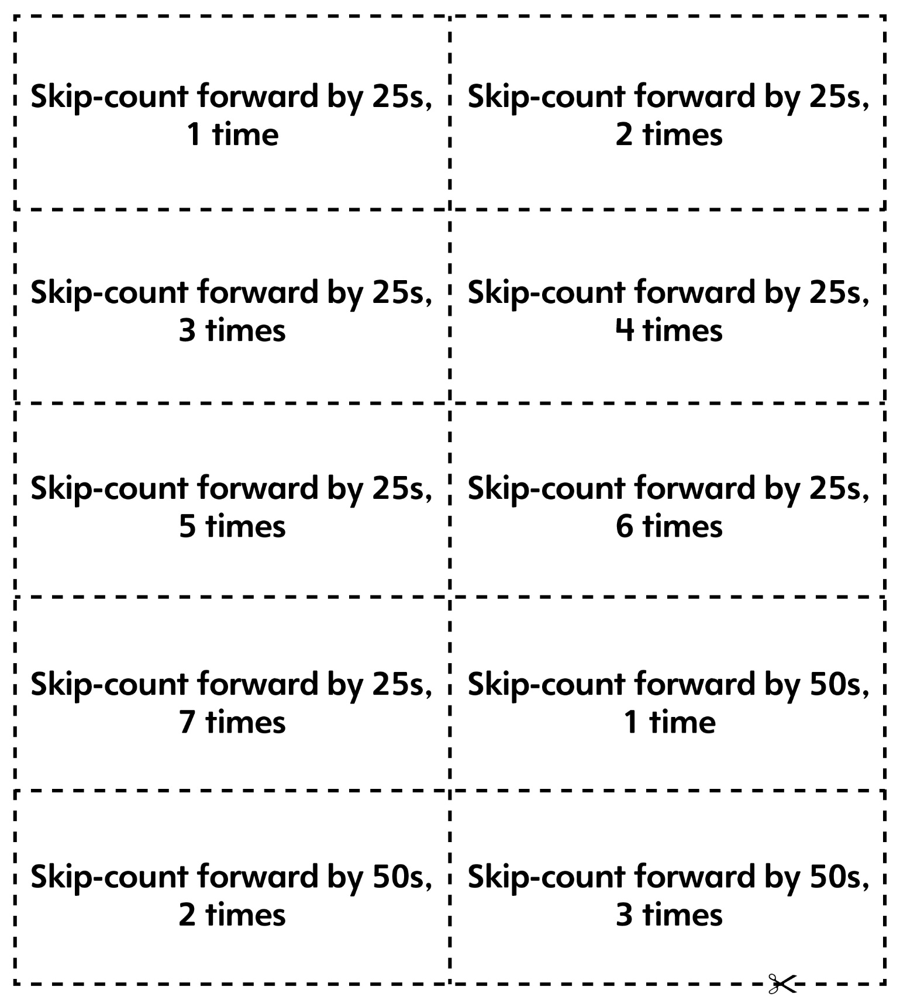 Skip-count forward by 25s,
1 time
Skip-count forward by 25s,
2 times
Skip-count forward by 25s,
3 times
Skip-count forward by 25s,
4 times
Skip-count forward by 25s,
5 times
Skip-count forward by 25s,
6 times
Skip-count forward by 25s,
7 times
Skip-count forward by 50s,
1 time
Skip-count forward by 50s,
2 times
Skip-count forward by 50s,
3 times